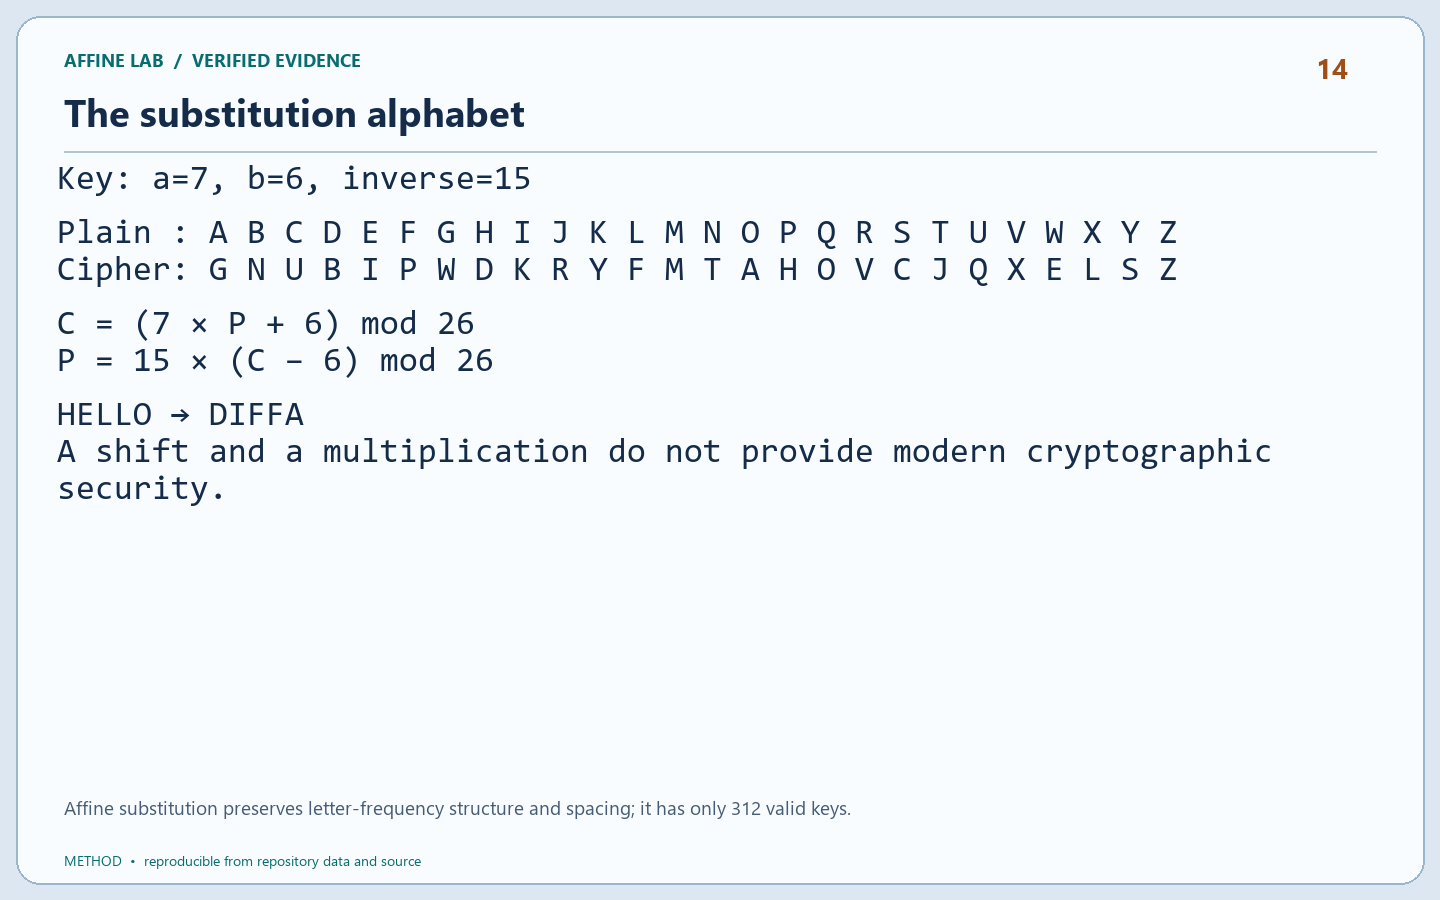 AFFINE LAB / VERIFIED EVIDENCE
14
The substitution alphabet
Key: a=7, b=6, inverse=15
Plain : A B C D E F G H I J K L M N O P Q R S T U V W X Y Z
Cipher: G N U B I P W D K R Y F M T A H O V C J Q X E L S Z
C = (7 × P + 6) mod 26
P = 15 × (C − 6) mod 26
HELLO → DIFFA
A shift and a multiplication do not provide modern cryptographic
security.
Affine substitution preserves letter-frequency structure and spacing; it has only 312 valid keys.
METHOD • reproducible from repository data and source